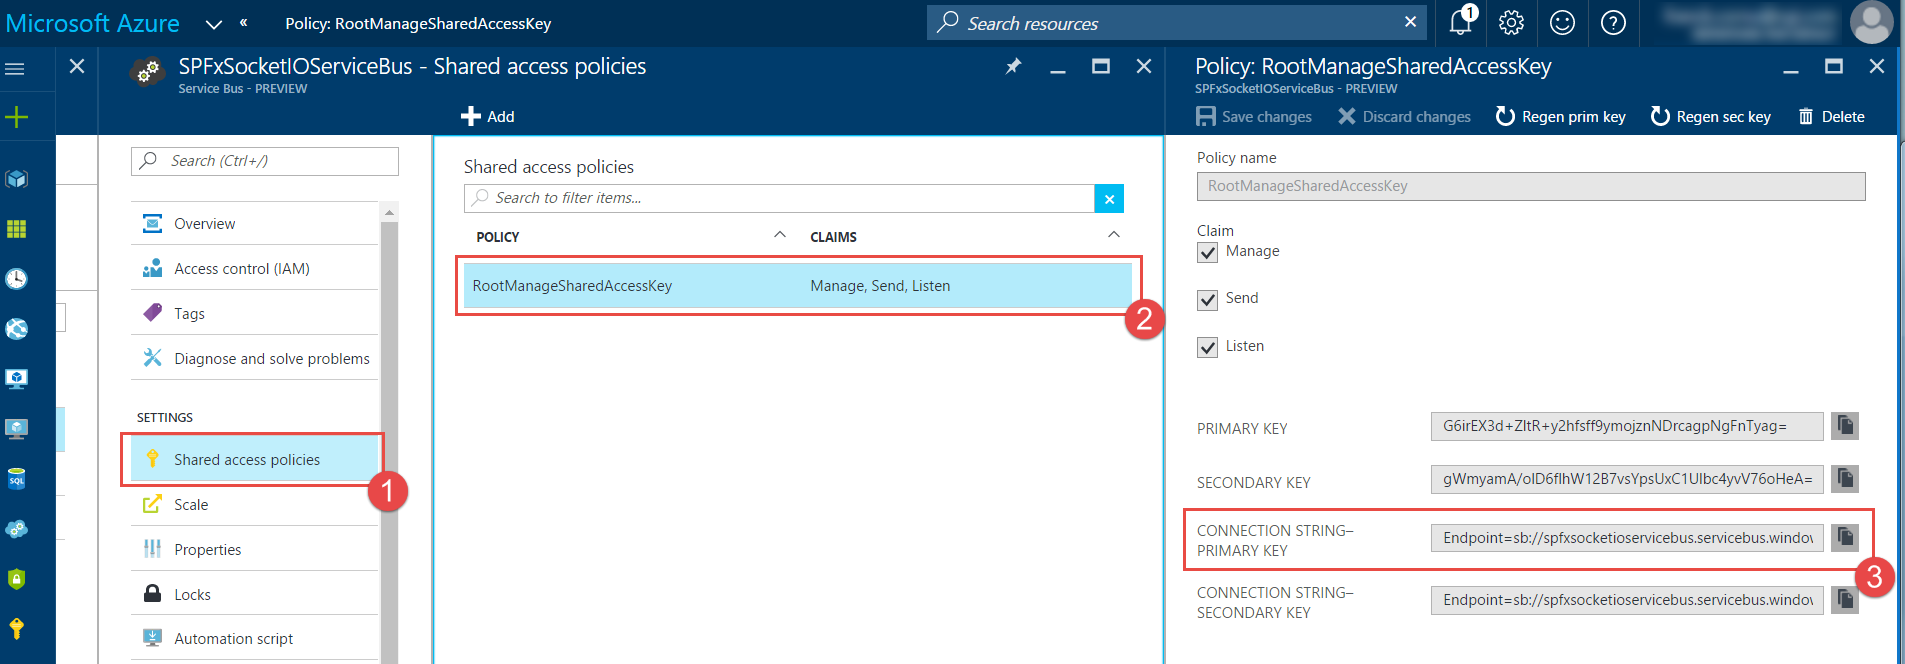 Microsoft Azure
«
Policy: RootManageSharedAccessKey
Search resources
1
SPFxSocketIOServiceBus - Shared access policies
Service Bus - PREVIEW
Add
Search (Ctrl+/)
Overview
Access control (IAM)
Tags
Diagnose and solve problems
SETTINGS
Shared access policies
1
Scale
Properties
Locks
Automation script
SQL
Shared access policies
Search to filter items...
POLICY CLAIMS
RootManageSharedAccessKey Manage, Send, Listen
2
Policy: RootManageSharedAccessKey
SPFxSocketIOServiceBus - PREVIEW
Save changes Discard changes Regen prim key Regen sec key Delete
Policy name
RootManageSharedAccessKey
Claim
Manage
Send
Listen
PRIMARY KEY G6irEX3d+ZItR+y2hfsff9ymojznNDrcagpNgFnTyag=
SECONDARY KEY gWmyamA/oID6fIhW12B7vsYpsUxC1UIbc4yvV76oHeA=
CONNECTION STRING–
PRIMARY KEY
Endpoint=sb://spfxsocketioservicebus.servicebus.window
3
CONNECTION STRING–
SECONDARY KEY
Endpoint=sb://spfxsocketioservicebus.servicebus.window